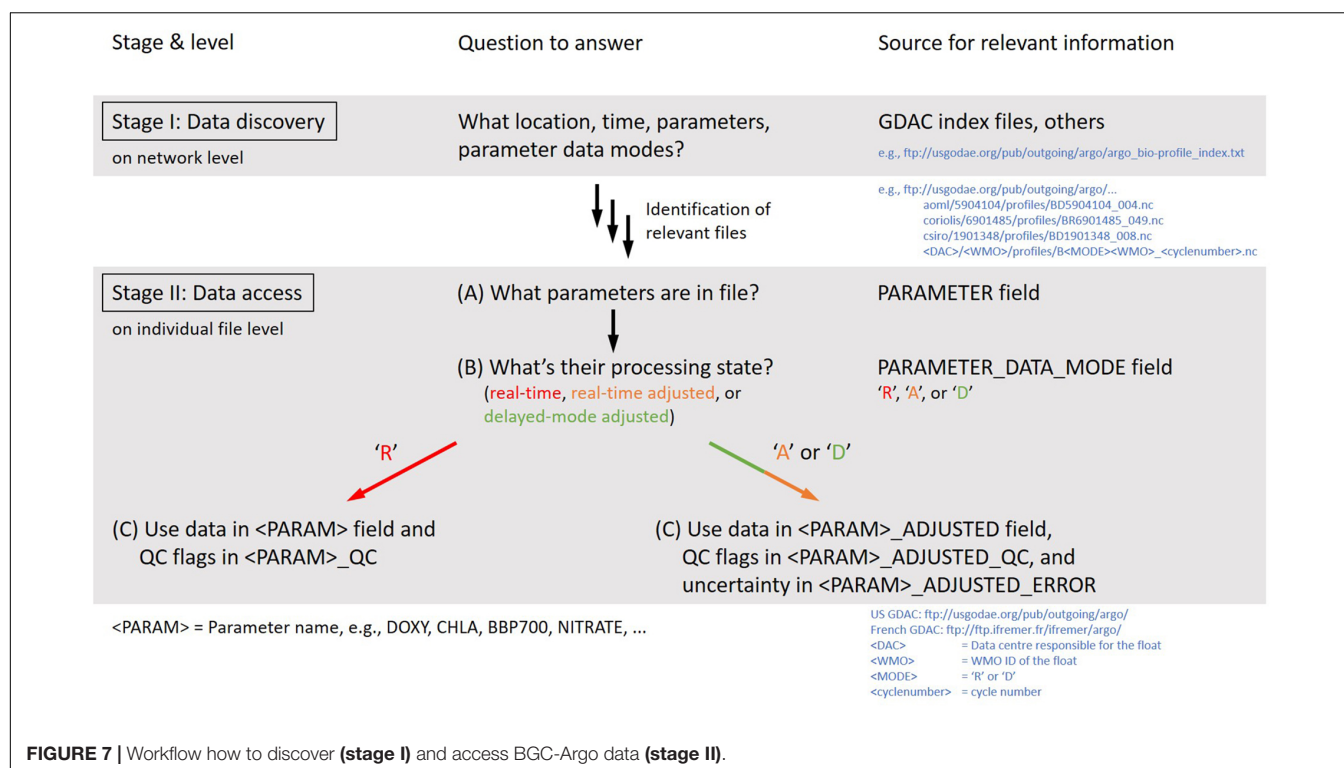 Stage & level
Question to answer
Source for relevant information
Stage I: Data discovery
on network level
What location, time, parameters,
parameter data modes?
GDAC index files, others
e.g., ftp://usgodae.org/pub/outgoing/argo/argo_bio-profile_index.txt
Identification of
relevant files
e.g., ftp://usgodae.org/pub/outgoing/argo/...
aoml/5904104/profiles/BD5904104_004.nc
coriolis/6901485/profiles/BR6901485_049.nc
csiro/1901348/profiles/BD1901348_008.nc
<DAC>/<WMO>/profiles/B<MODE><WMO>_<cyclenumber>.nc
Stage II: Data access
on individual file level
(A) What parameters are in file?
PARAMETER field
(B) What's their processing state?
(real-time, real-time adjusted, or
delayed-mode adjusted)
PARAMETER_DATA_MODE field
'R', 'A', or 'D'
'R'
'A' or 'D'
(C) Use data in <PARAM> field and
QC flags in <PARAM>_QC
(C) Use data in <PARAM>_ADJUSTED field,
QC flags in <PARAM>_ADJUSTED_QC, and
uncertainty in <PARAM>_ADJUSTED_ERROR
<PARAM> = Parameter name, e.g., DOXY, CHLA, BBP700, NITRATE, ...
US GDAC: ftp://usgodae.org/pub/outgoing/argo/
French GDAC: ftp://ftp.ifremer.fr/ifremer/argo/
<DAC> = Data centre responsible for the float
<WMO> = WMO ID of the float
<MODE> = 'R' or 'D'
<cyclenumber> = cycle number
FIGURE 7 | Workflow how to discover (stage I) and access BGC-Argo data (stage II).